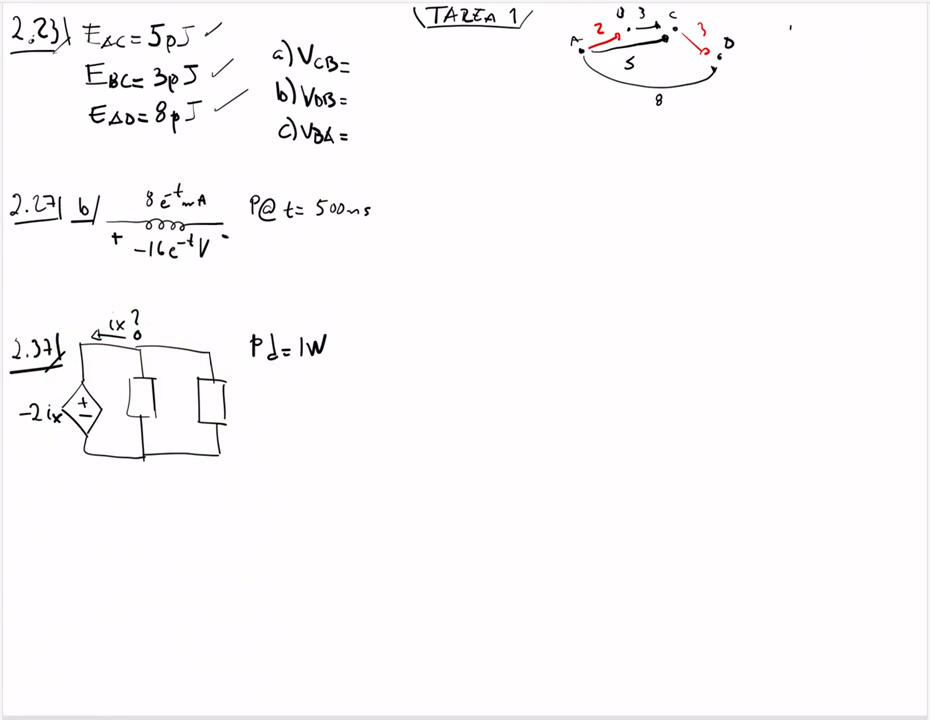 TAREA 1
2.23) E_AC = 5pJ ✓
E_BC = 3pJ ✓
E_AD = 8pJ ✓
a) V_CB =
b) V_DB =
c) V_BA =
A 2 B 3 C 3 D
5
8
2.27) b) 8e^-t mA P@ t = 500ms
+ -16e^-t V -
2.37) ix? Pd = 1W
-2ix + -